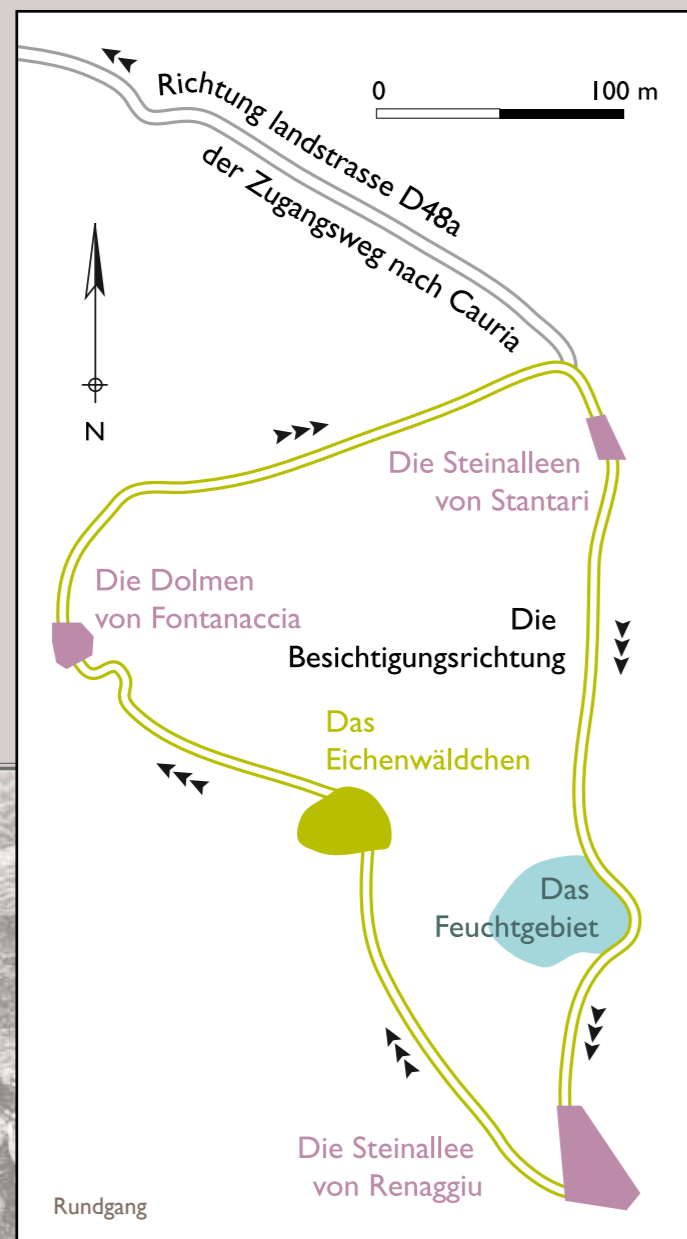 0 100 m
Richtung landstrasse D48a
der Zugangsweg nach Cauria
N
Die Steinalleen
von Stantari
Die Dolmen
von Fontanaccia
Die
Besichtigungsrichtung
Das
Eichenwäldchen
Das
Feuchtgebiet
Die Steinallee
von Renaggiu
Rundgang